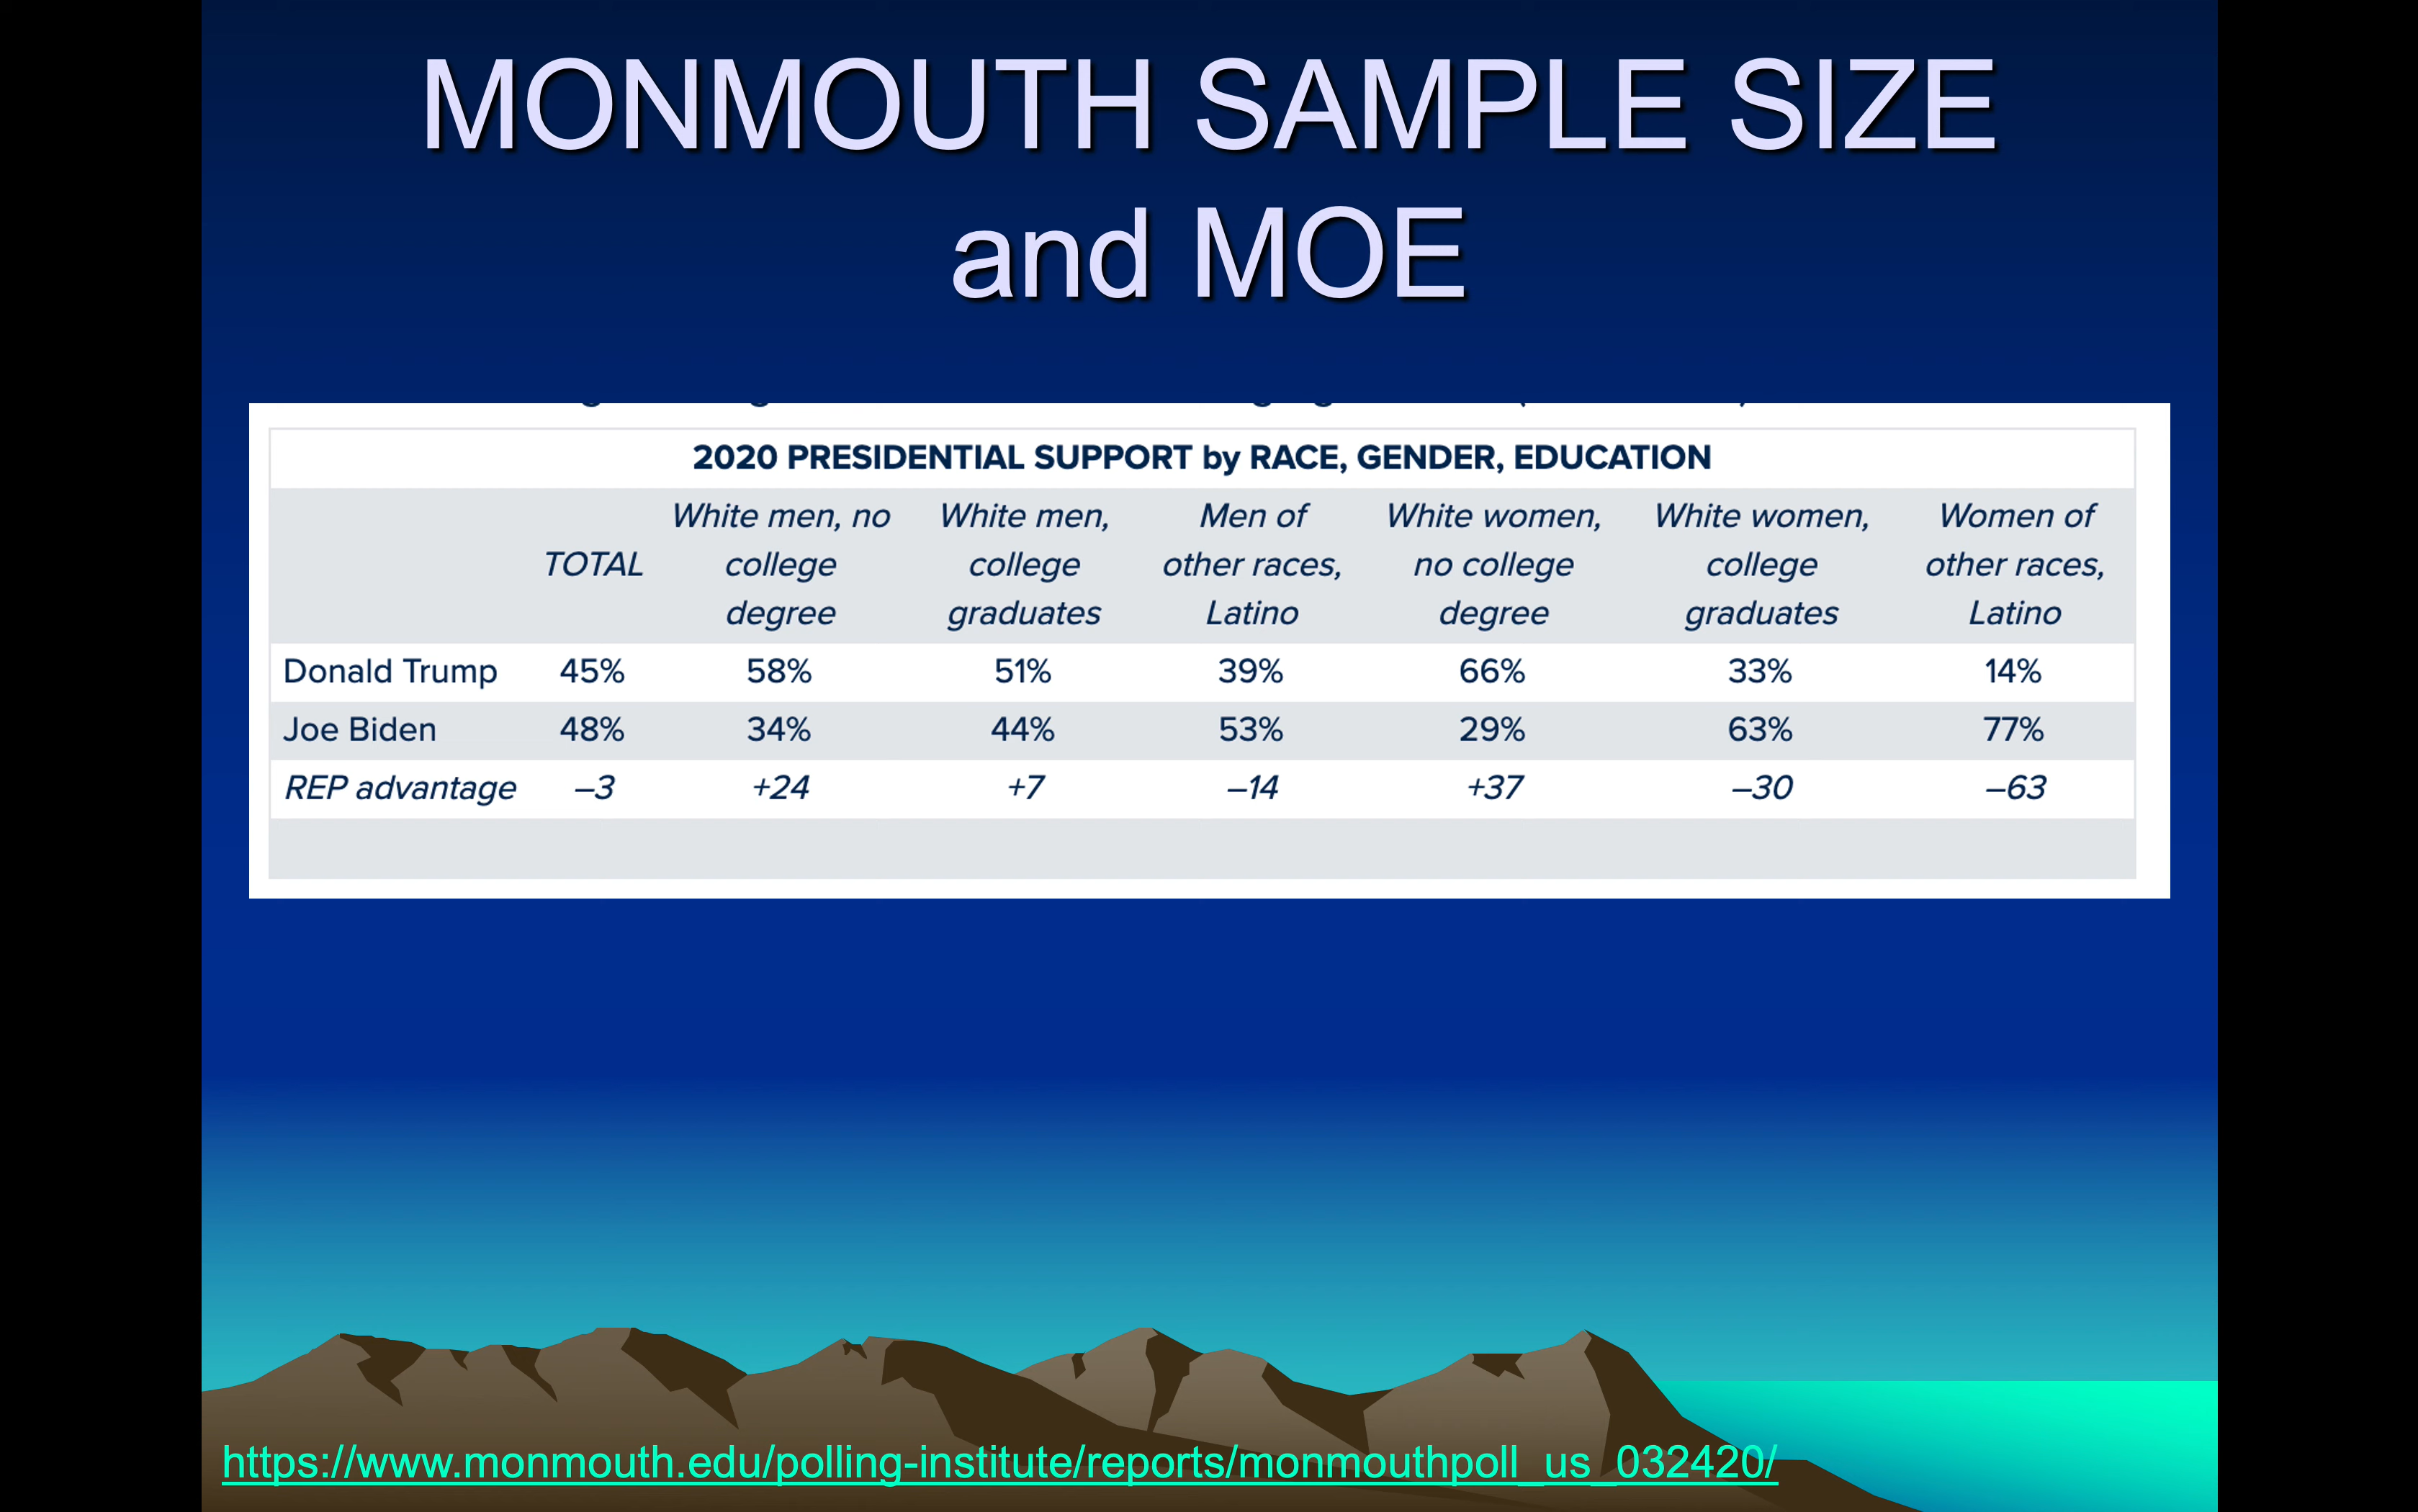 MONMOUTH SAMPLE SIZE
and MOE
2020 PRESIDENTIAL SUPPORT by RACE, GENDER, EDUCATION
TOTAL
White men, no
college
degree
White men,
college
graduates
Men of
other races,
Latino
White women,
no college
degree
White women,
college
graduates
Women of
other races,
Latino
Donald Trump 45% 58% 51% 39% 66% 33% 14%
Joe Biden 48% 34% 44% 53% 29% 63% 77%
REP advantage –3 +24 +7 –14 +37 –30 –63
https://www.monmouth.edu/polling-institute/reports/monmouthpoll_us_032420/